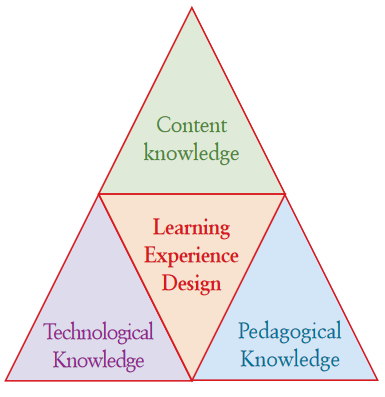 Content
knowledge
Learning
Experience
Design
Technological
Knowledge
Pedagogical
Knowledge